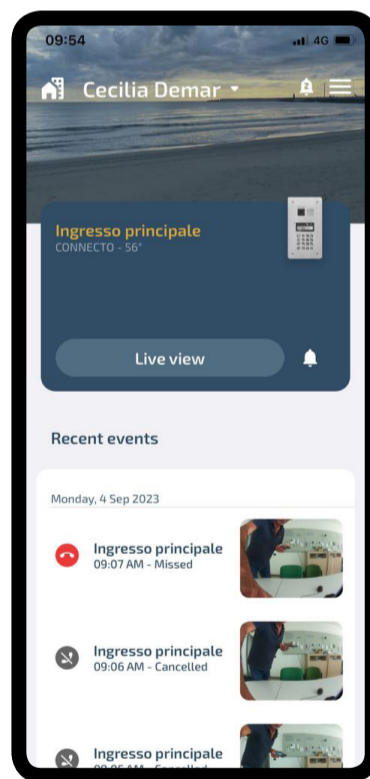 09:54
4G
Cecilia Demar
Ingresso principale
CONNECTO - 56*
Live view
Recent events
Monday, 4 Sep 2023
Ingresso principale
09:07 AM - Missed
Ingresso principale
09:06 AM - Cancelled
Ingresso principale